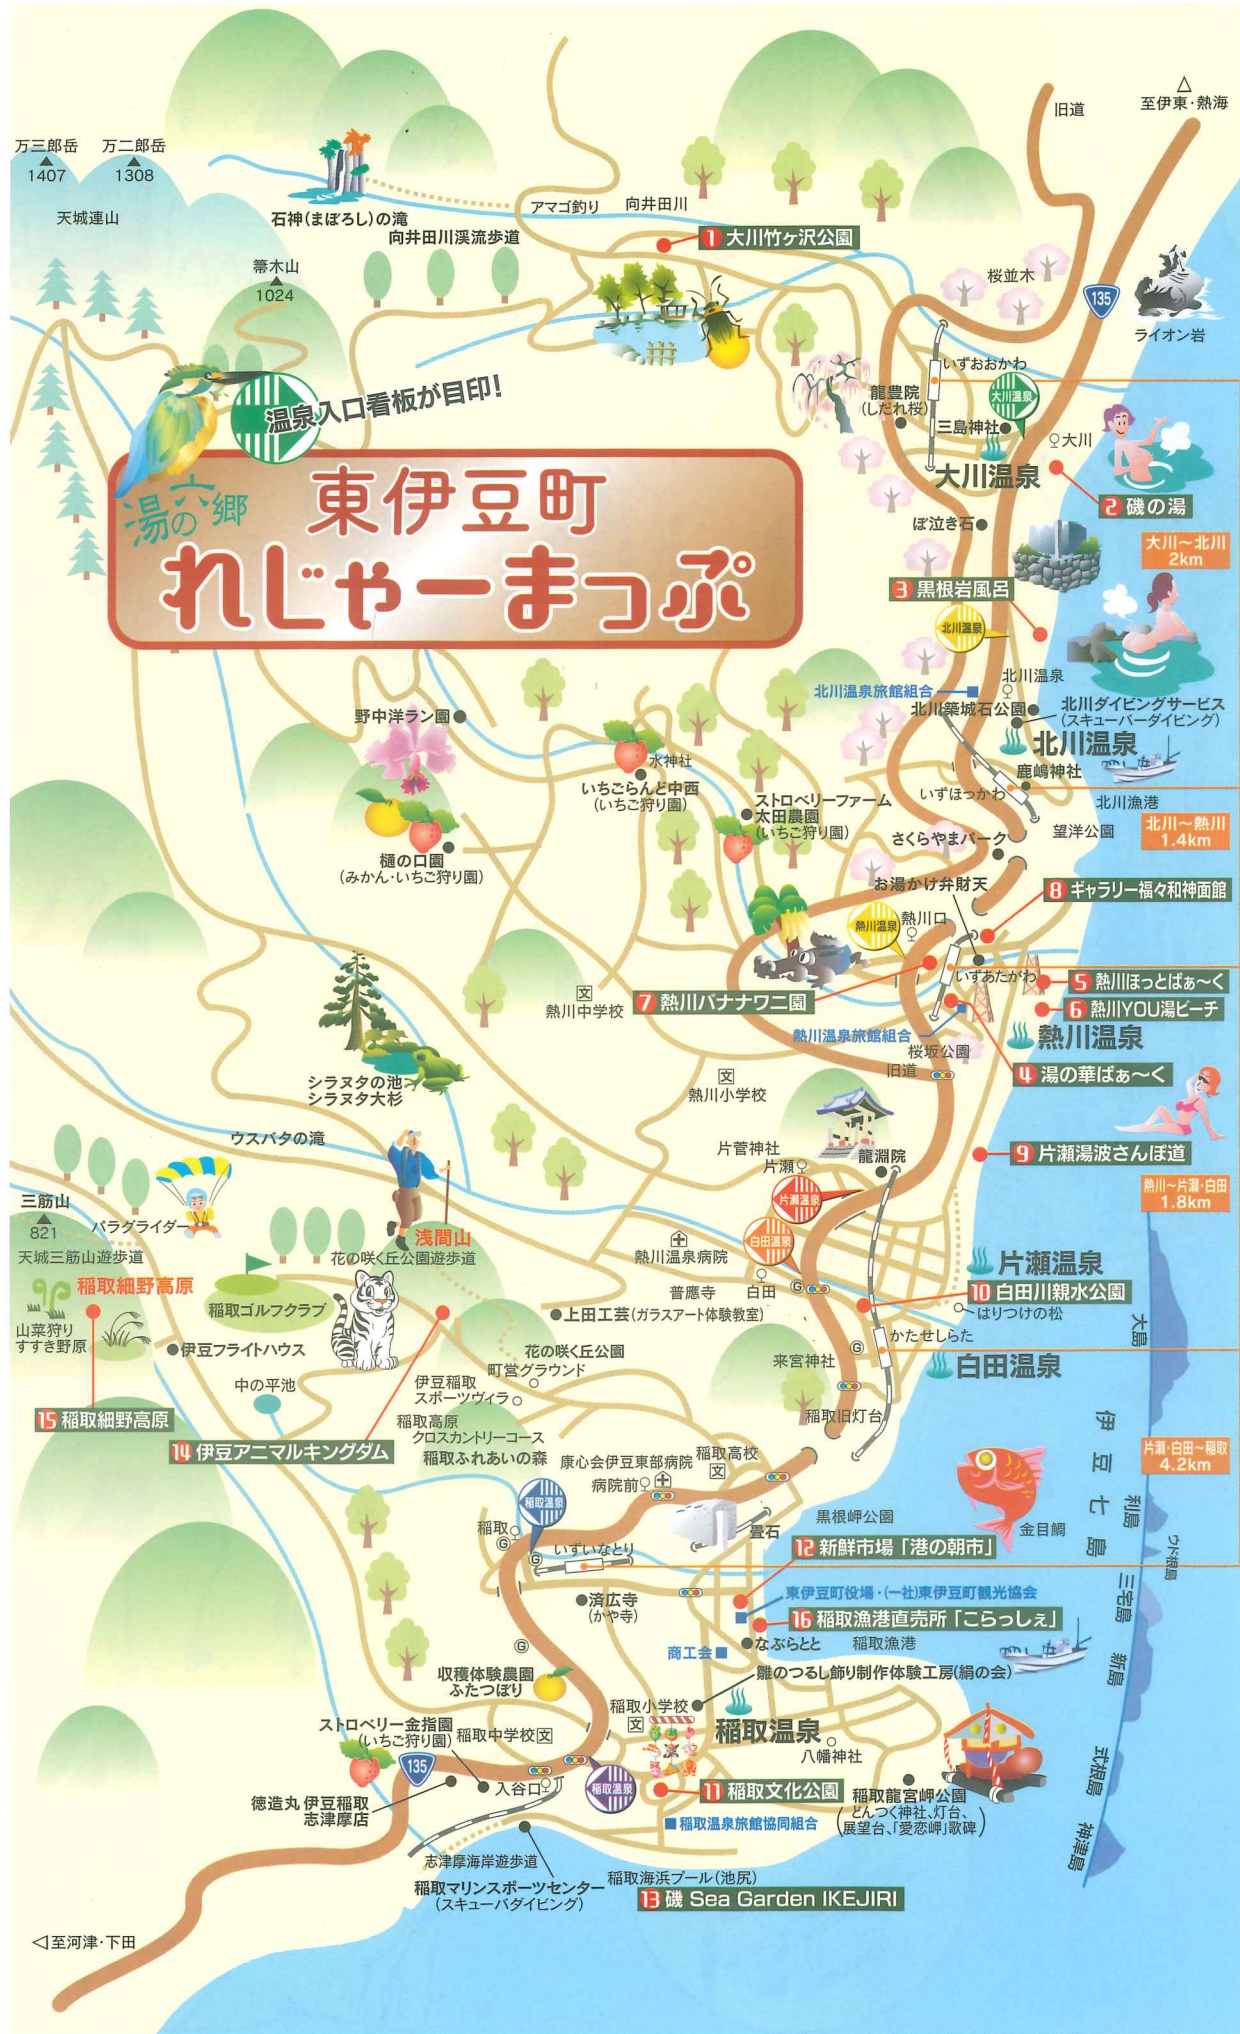 万三郎岳
1407
万二郎岳
1308
天城連山
石神(まぼろし)の滝
向井田川渓流歩道
箒木山
1024
アマゴ釣り
向井田川
1 大川竹ヶ沢公園
旧道
至伊東・熱海
桜並木
135
ライオン岩
温泉入口看板が目印!
湯の六郷
東伊豆町
れじゃーまっぷ
いずおおかわ
龍豊院
(しだれ桜)
大川温泉
三島神社
大川
大川温泉
2 磯の湯
ぼ泣き石
大川〜北川
2km
3 黒根岩風呂
北川温泉
北川温泉
北川温泉旅館組合
北川築城石公園
北川ダイビングサービス
(スキューバーダイビング)
北川温泉
鹿嶋神社
いずほっかわ
北川漁港
望洋公園
北川〜熱川
1.4km
野中洋ラン園
水神社
いちごらんど中西
(いちご狩り園)
ストロベリーファーム
太田農園
(いちご狩り園)
樋の口園
(みかん・いちご狩り園)
さくらやまパーク
お湯かけ弁財天
8 ギャラリー福々和神面館
熱川温泉
熱川口
いずあたがわ
5 熱川ほっとぱぁ〜く
6 熱川YOU湯ビーチ
7 熱川バナナワニ園
文
熱川中学校
熱川温泉旅館組合
熱川温泉
桜坂公園
旧道
4 湯の華ぱぁ〜く
文
熱川小学校
シラヌタの池
シラヌタ大杉
ウスバタの滝
片菅神社
片瀬
龍淵院
9 片瀬湯波さんぽ道
熱川〜片瀬・白田
1.8km
片瀬温泉
白田温泉
三筋山
821
パラグライダー
天城三筋山遊歩道
浅間山
花の咲く丘公園遊歩道
稲取細野高原
山菜狩り
すすき野原
稲取ゴルフクラブ
伊豆フライトハウス
熱川温泉病院
普應寺
白田
G
片瀬温泉
10 白田川親水公園
はりつけの松
上田工芸(ガラスアート体験教室)
かたせしらた
G
来宮神社
白田温泉
花の咲く丘公園
町営グラウンド
中の平池
伊豆稲取
スポーツヴィラ
稲取高原
クロスカントリーコース
稲取ふれあいの森
15 稲取細野高原
14 伊豆アニマルキングダム
稲取旧灯台
康心会伊豆東部病院
病院前
稲取高校
文
片瀬・白田〜稲取
4.2km
稲取温泉
稲取
G
G
いずいなとり
畳石
黒根岬公園
金目鯛
12 新鮮市場「港の朝市」
東伊豆町役場・(一社)東伊豆町観光協会
16 稲取漁港直売所「こらっしぇ」
済広寺
(かや寺)
なぶらとと
稲取漁港
商工会
G
収穫体験農園
ふたつぼり
雛のつるし飾り制作体験工房(絹の会)
稲取小学校
文
稲取温泉
八幡神社
ストロベリー金指園
(いちご狩り園)
稲取中学校
文
135
入谷口
稲取温泉
11 稲取文化公園
徳造丸 伊豆稲取
志津摩店
稲取温泉旅館協同組合
稲取龍宮岬公園
(どんつく神社、灯台、
展望台、「愛恋岬」歌碑)
志津摩海岸遊歩道
稲取マリンスポーツセンター
(スキューバダイビング)
稲取海浜プール(池尻)
13 磯 Sea Garden IKEJIRI
至河津・下田
伊豆七島
大島
利島
ウド根島
三宅島
新島
式根島
神津島